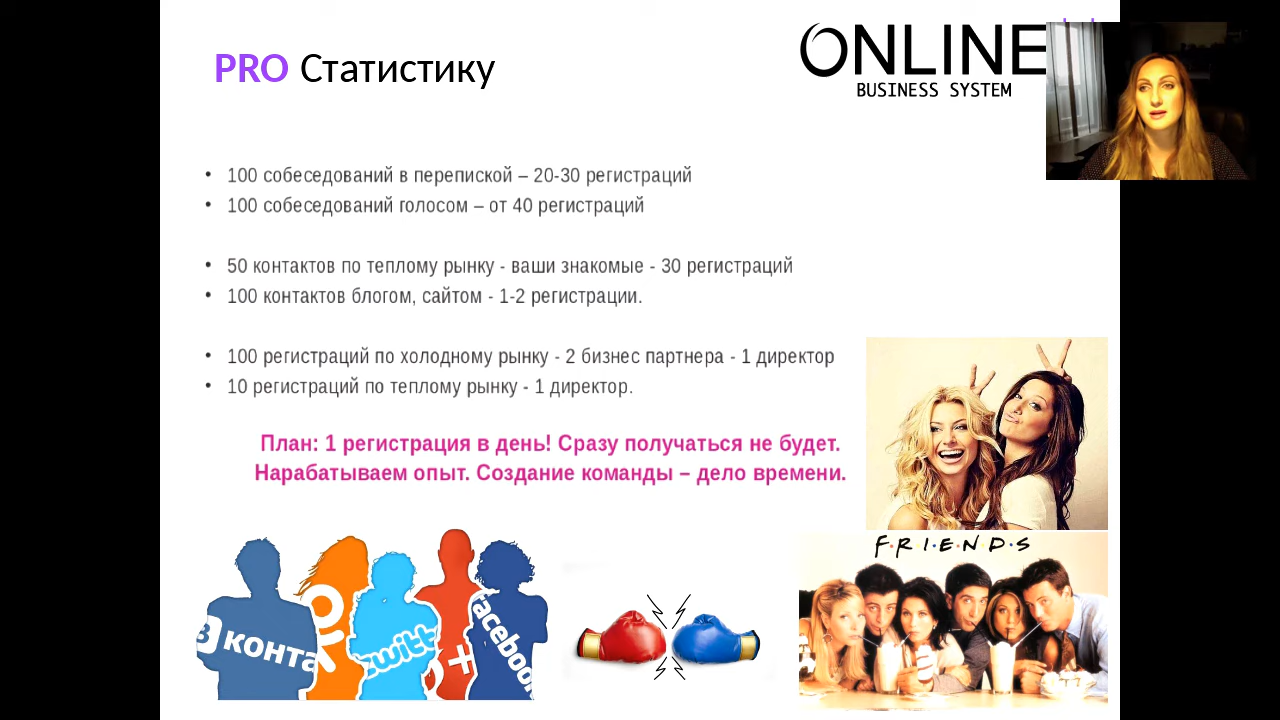 PRO Статистику
ONLINE
BUSINESS SYSTEM
• 100 собеседований в перепиской – 20-30 регистраций
• 100 собеседований голосом – от 40 регистраций
• 50 контактов по теплому рынку - ваши знакомые - 30 регистраций
• 100 контактов блогом, сайтом - 1-2 регистрации.
• 100 регистраций по холодному рынку - 2 бизнес партнера - 1 директор
• 10 регистраций по теплому рынку - 1 директор.
План: 1 регистрация в день! Сразу получаться не будет.
Нарабатываем опыт. Создание команды – дело времени.
F·R·I·E·N·D·S
В конта
twitt
facebook